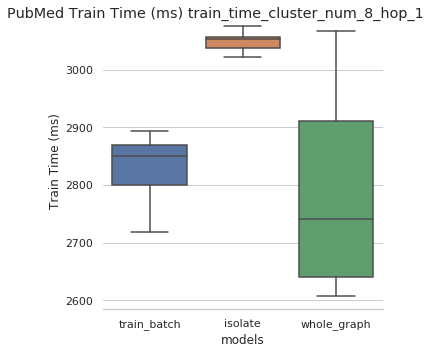 PubMed Train Time (ms) train_time_cluster_num_8_hop_1
3000
2900
2800
2700
2600
Train Time (ms)
train_batch
isolate
whole_graph
models